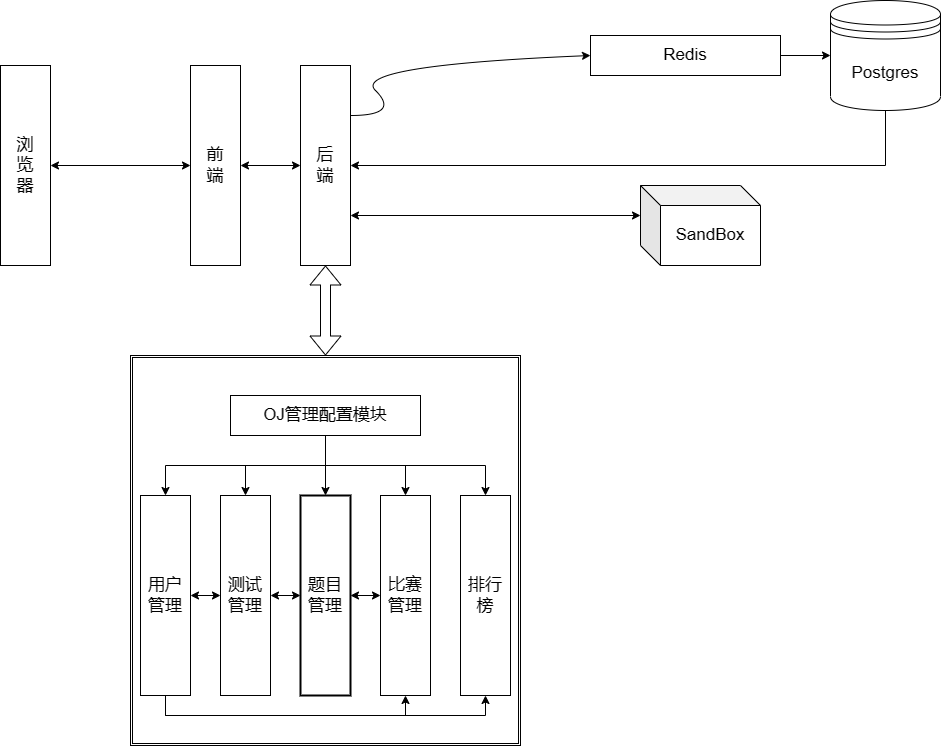 Redis
Postgres
浏
览
器
前
端
后
端
SandBox
OJ管理配置模块
用户
管理
测试
管理
题目
管理
比赛
管理
排行
榜